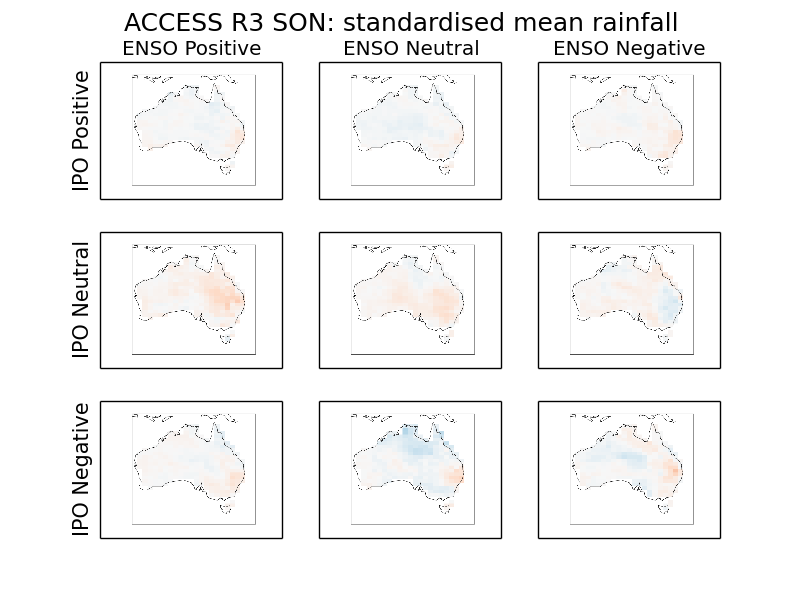 ACCESS R3 SON: standardised mean rainfall
ENSO Positive
ENSO Neutral
ENSO Negative
IPO Positive
IPO Neutral
IPO Negative